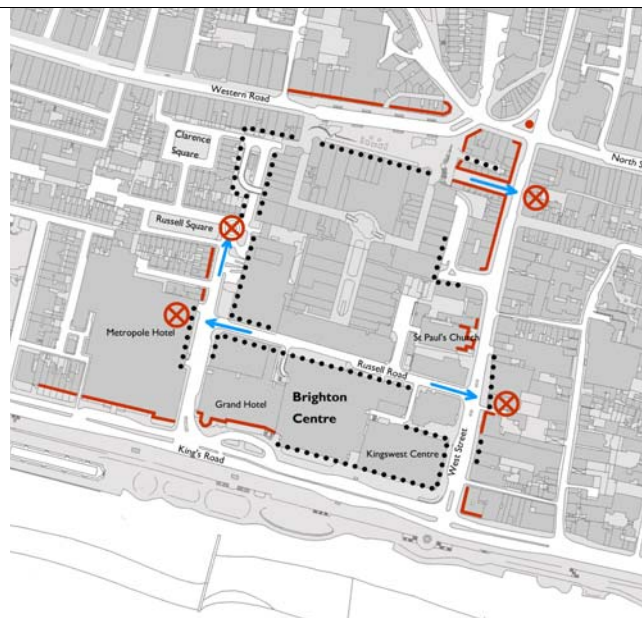 Western Road
North S
Clarence
Square
Russell Square
Metropole Hotel
St Paul's Church
Russell Road
Brighton
Centre
Grand Hotel
Kingswest Centre
West Street
King's Road